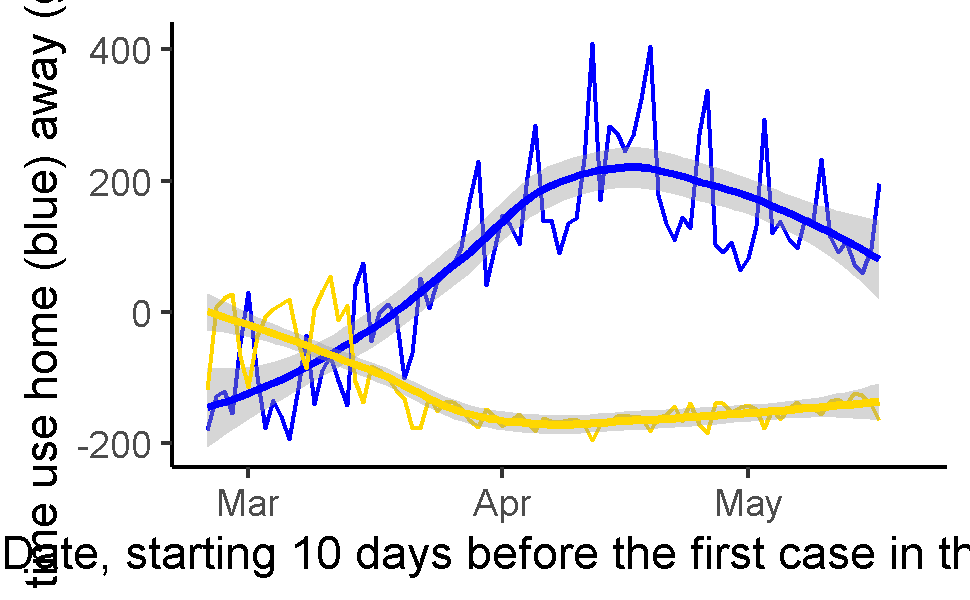 time use home (blue) away (
400
200
0
-200
Mar Apr May
Date, starting 10 days before the first case in th